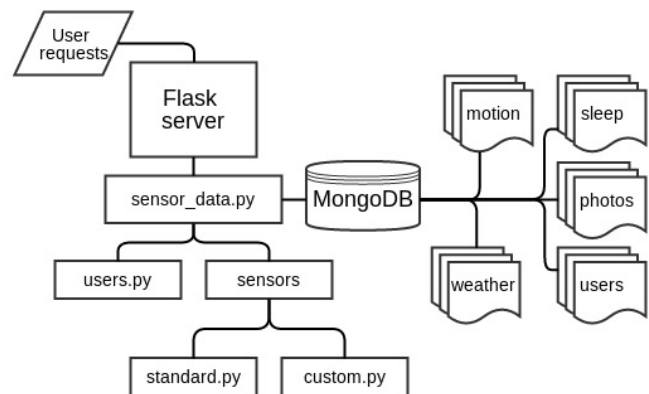 User
requests
Flask
server
motion
sleep
sensor_data.py
MongoDB
photos
users.py
sensors
weather
users
standard.py
custom.py